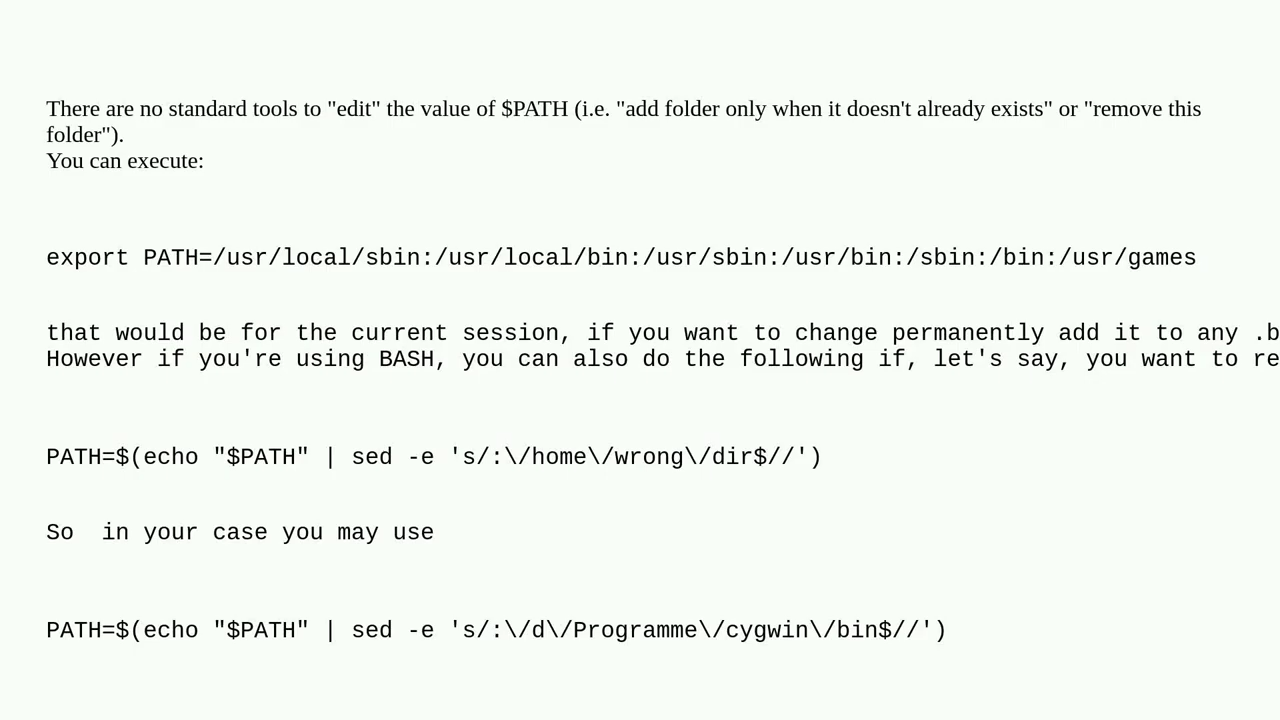 There are no standard tools to "edit" the value of $PATH (i.e. "add folder only when it doesn't already exists" or "remove this
folder").
You can execute:
export PATH=/usr/local/sbin:/usr/local/bin:/usr/sbin:/usr/bin:/sbin:/bin:/usr/games
that would be for the current session, if you want to change permanently add it to any .b
However if you're using BASH, you can also do the following if, let's say, you want to re
PATH=$(echo "$PATH" | sed -e 's/:\/home\/wrong\/dir$//')
So  in your case you may use
PATH=$(echo "$PATH" | sed -e 's/:\/d\/Programme\/cygwin\/bin$//')